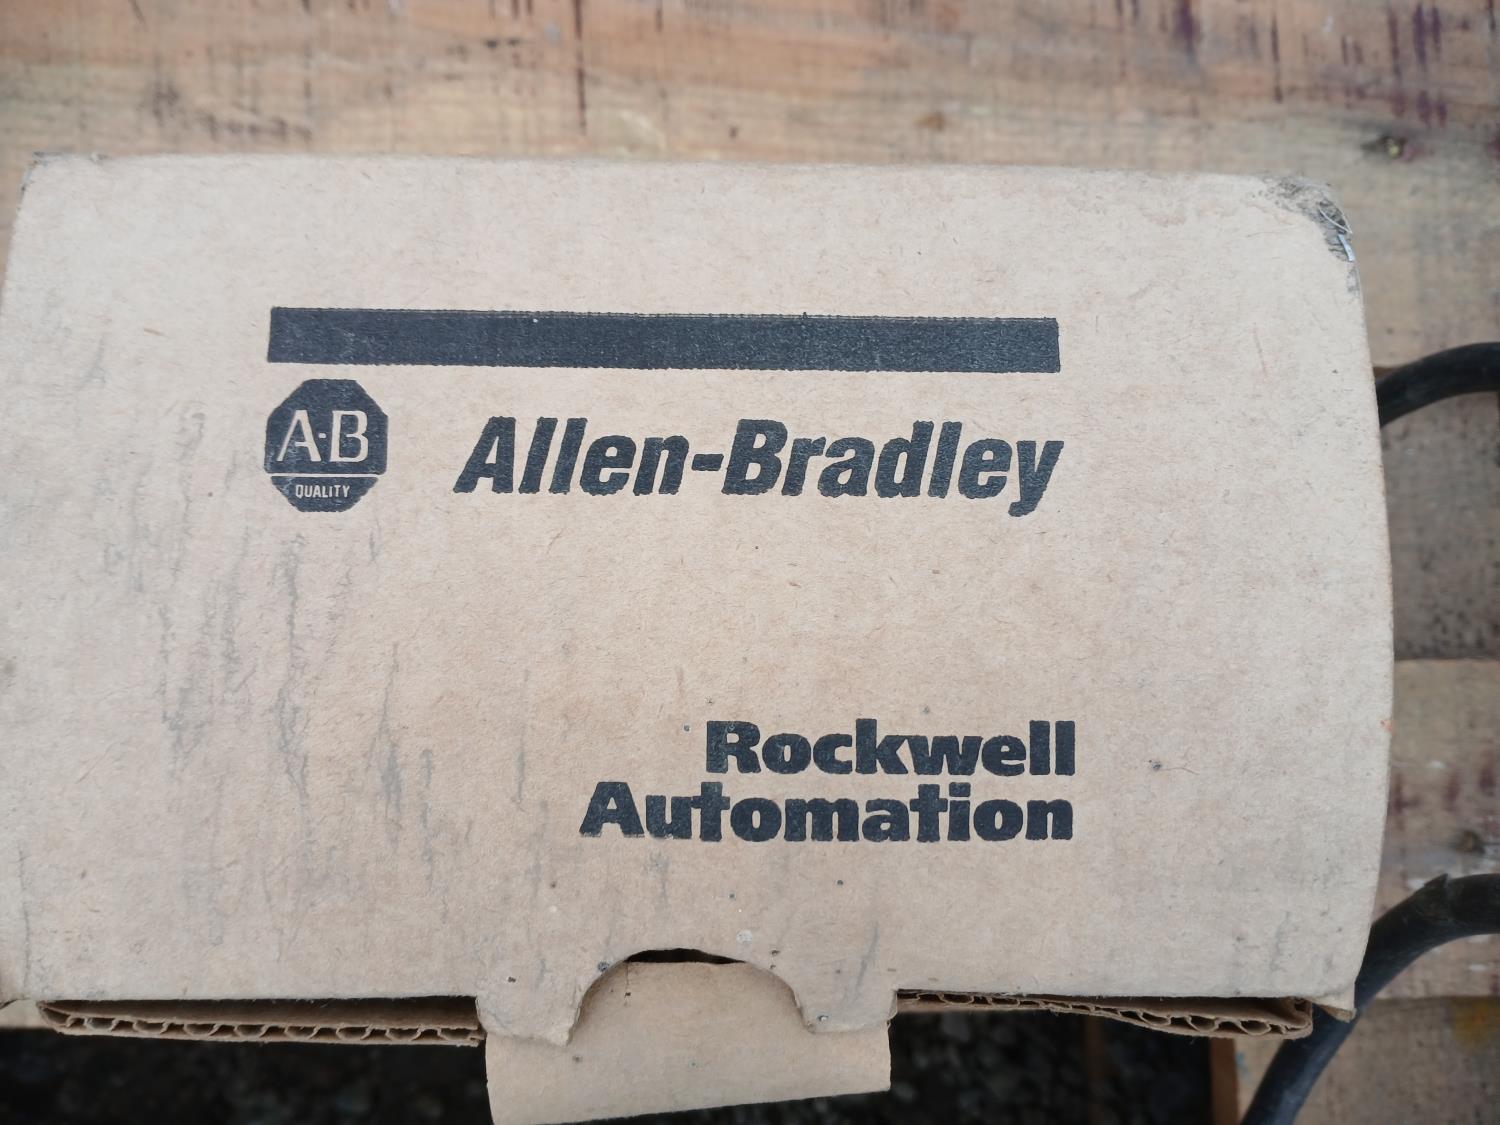 A-B
QUALITY
Allen-Bradley
Rockwell
Automation